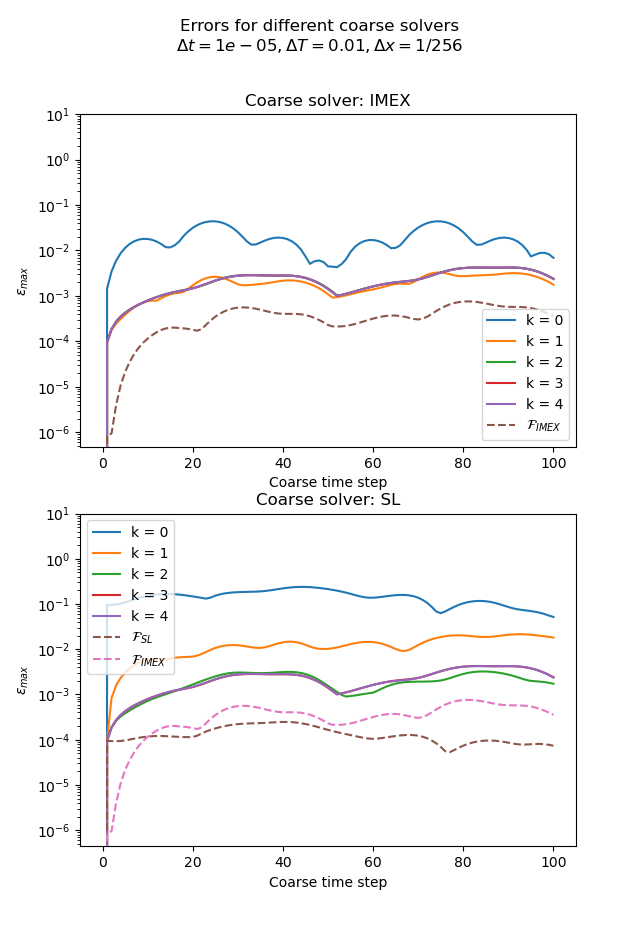 Errors for different coarse solvers
Δt = 1e − 05, ΔT = 0.01, Δx = 1/256
Coarse solver: IMEX
10¹
10⁰
10⁻¹
10⁻²
10⁻³
10⁻⁴
10⁻⁵
10⁻⁶
ε_max
k = 0
k = 1
k = 2
k = 3
k = 4
ℱ_IMEX
0 20 40 60 80 100
Coarse time step
Coarse solver: SL
10¹
10⁰
10⁻¹
10⁻²
10⁻³
10⁻⁴
10⁻⁵
10⁻⁶
ε_max
k = 0
k = 1
k = 2
k = 3
k = 4
ℱ_SL
ℱ_IMEX
0 20 40 60 80 100
Coarse time step